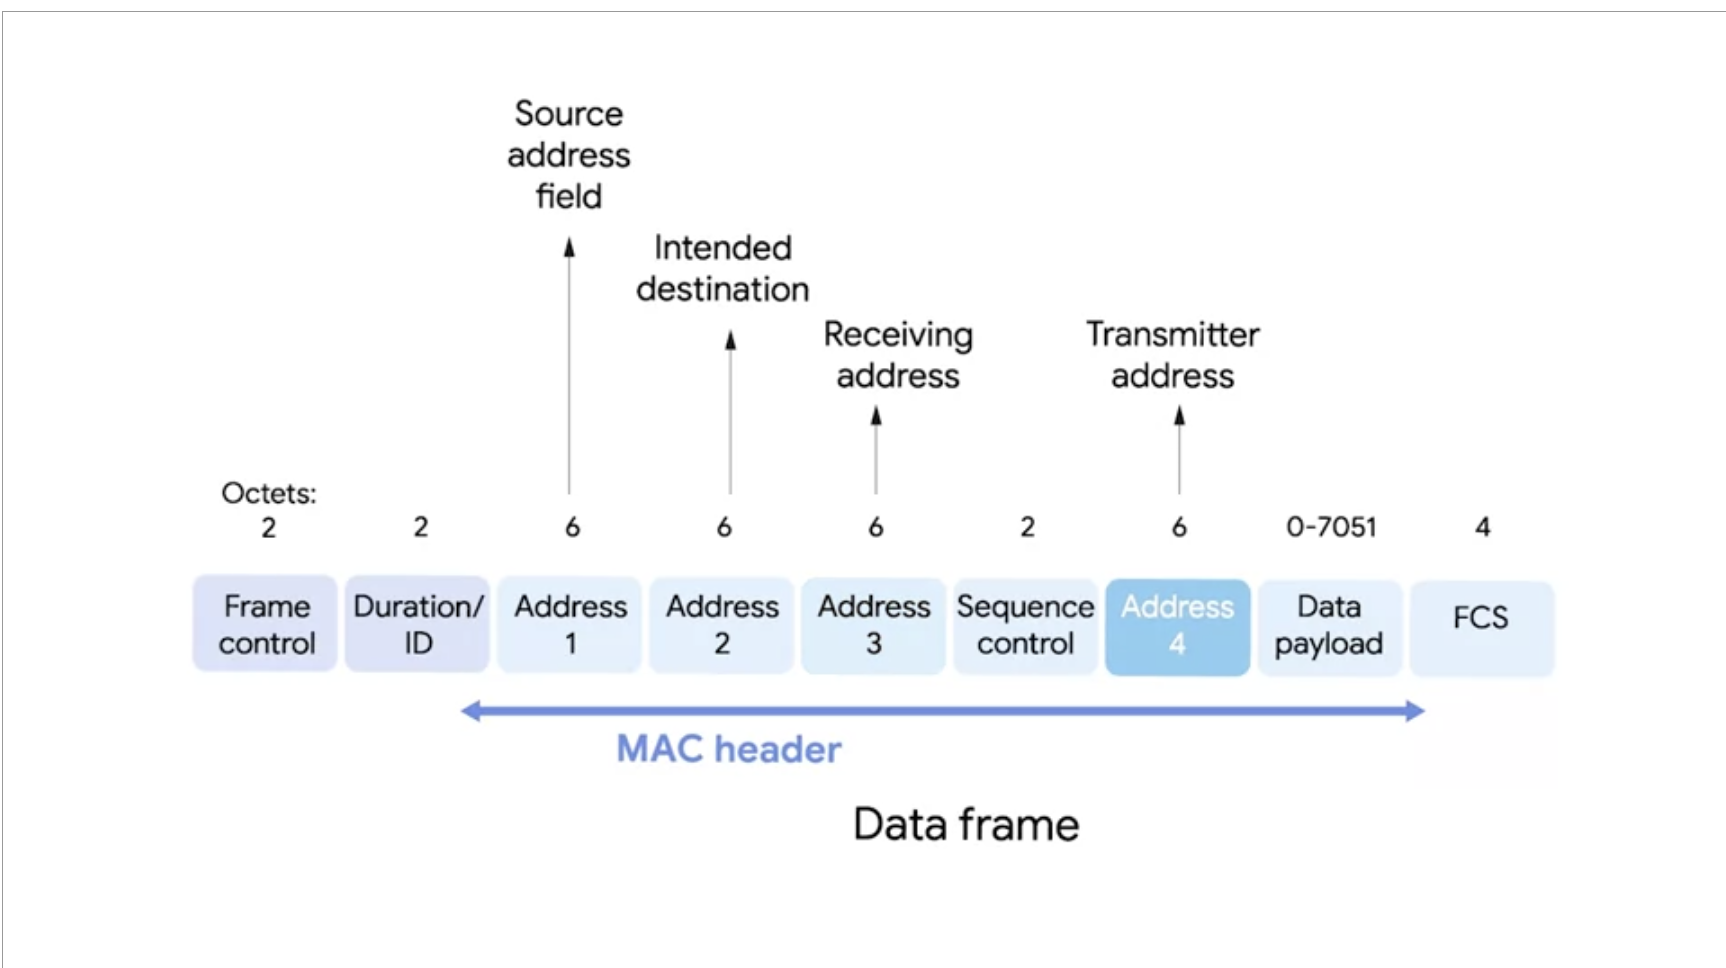 Source
address
field
Intended
destination
Receiving
address
Transmitter
address
Octets:
2 2 6 6 6 2 6 0-7051 4
Frame
control
Duration/
ID
Address
1
Address
2
Address
3
Sequence
control
Address
4
Data
payload
FCS
MAC header
Data frame